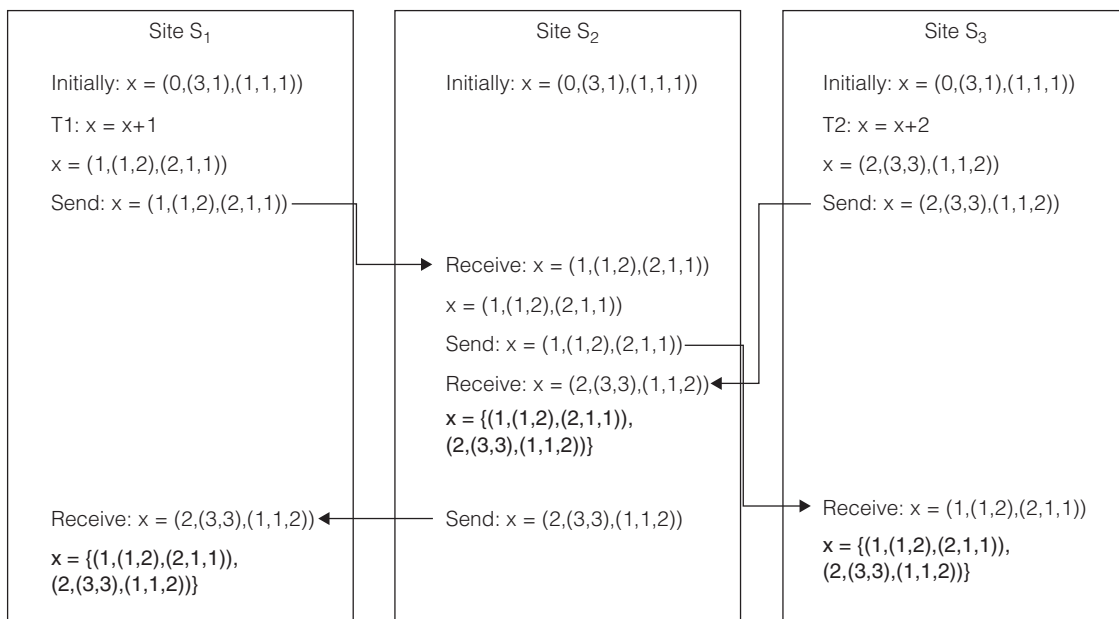 Site S₁
Initially: x = (0,(3,1),(1,1,1))
T1: x = x+1
x = (1,(1,2),(2,1,1))
Send: x = (1,(1,2),(2,1,1))
Receive: x = (2,(3,3),(1,1,2))
x = {(1,(1,2),(2,1,1)),
(2,(3,3),(1,1,2))}
Site S₂
Initially: x = (0,(3,1),(1,1,1))
Receive: x = (1,(1,2),(2,1,1))
x = (1,(1,2),(2,1,1))
Send: x = (1,(1,2),(2,1,1))
Receive: x = (2,(3,3),(1,1,2))
x = {(1,(1,2),(2,1,1)),
(2,(3,3),(1,1,2))}
Send: x = (2,(3,3),(1,1,2))
Site S₃
Initially: x = (0,(3,1),(1,1,1))
T2: x = x+2
x = (2,(3,3),(1,1,2))
Send: x = (2,(3,3),(1,1,2))
Receive: x = (1,(1,2),(2,1,1))
x = {(1,(1,2),(2,1,1)),
(2,(3,3),(1,1,2))}